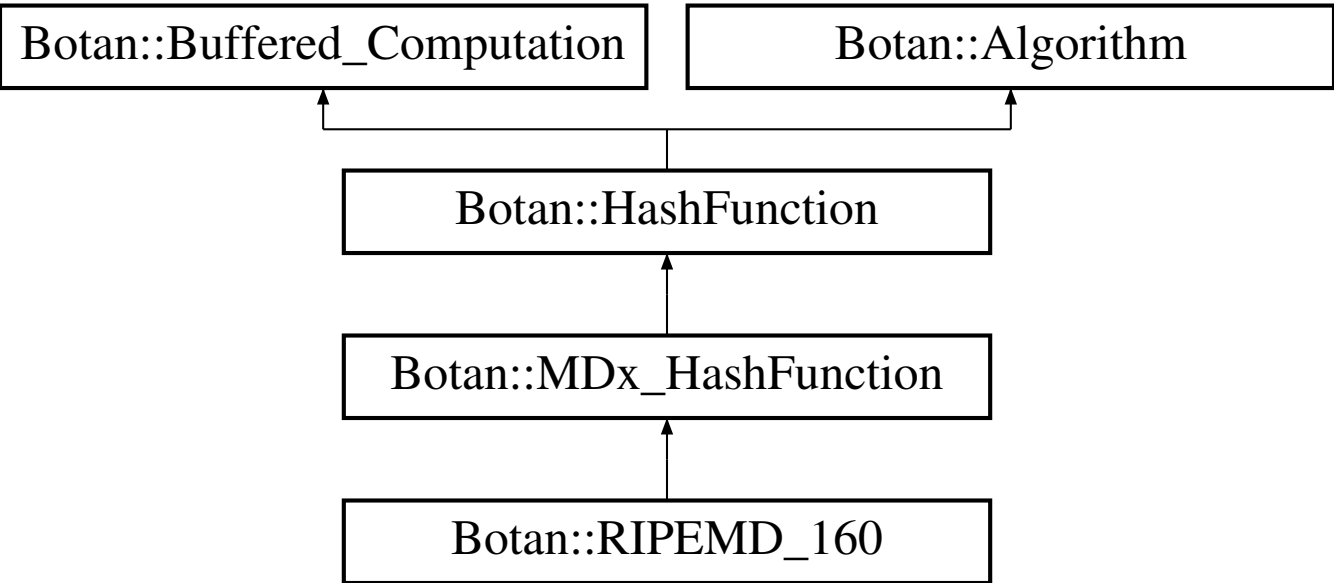 Botan::Buffered_Computation
Botan::Algorithm
Botan::HashFunction
Botan::MDx_HashFunction
Botan::RIPEMD_160